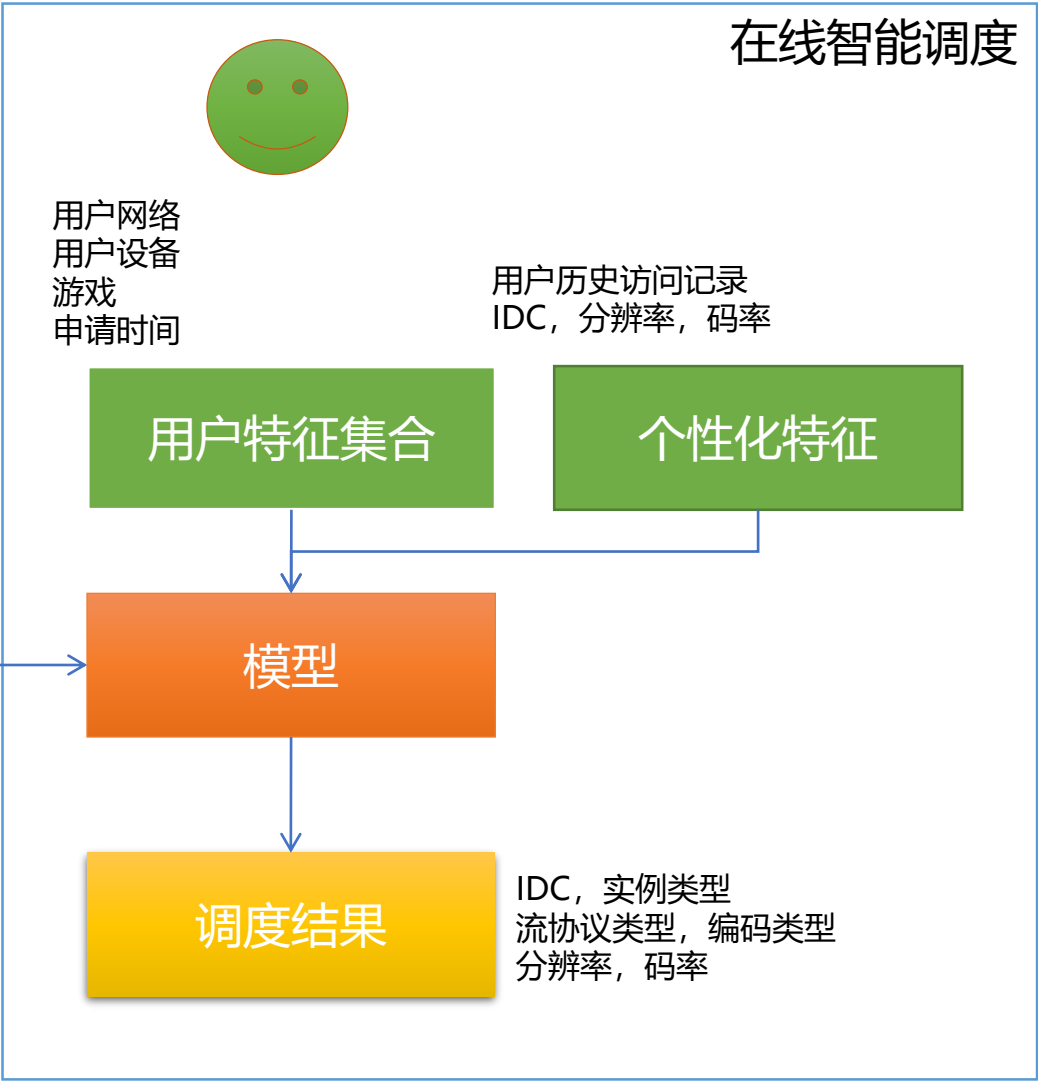 在线智能调度
用户网络
用户设备
游戏
申请时间
用户历史访问记录
IDC，分辨率，码率
用户特征集合
个性化特征
模型
调度结果
IDC，实例类型
流协议类型，编码类型
分辨率，码率